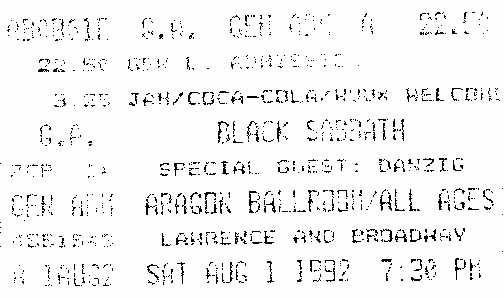 G.A. GEN ADM A 22.50
22.50 GEN
3.25 JAM/COCA-COLA/WVVX WELCOME
G.A. BLACK SABBATH
SPECIAL GUEST: DANZIG
GEN ADM ARAGON BALLROOM/ALL AGES
LAWRENCE AND BROADWAY
A 1AUG2 SAT AUG 1 1992 7:30 PM